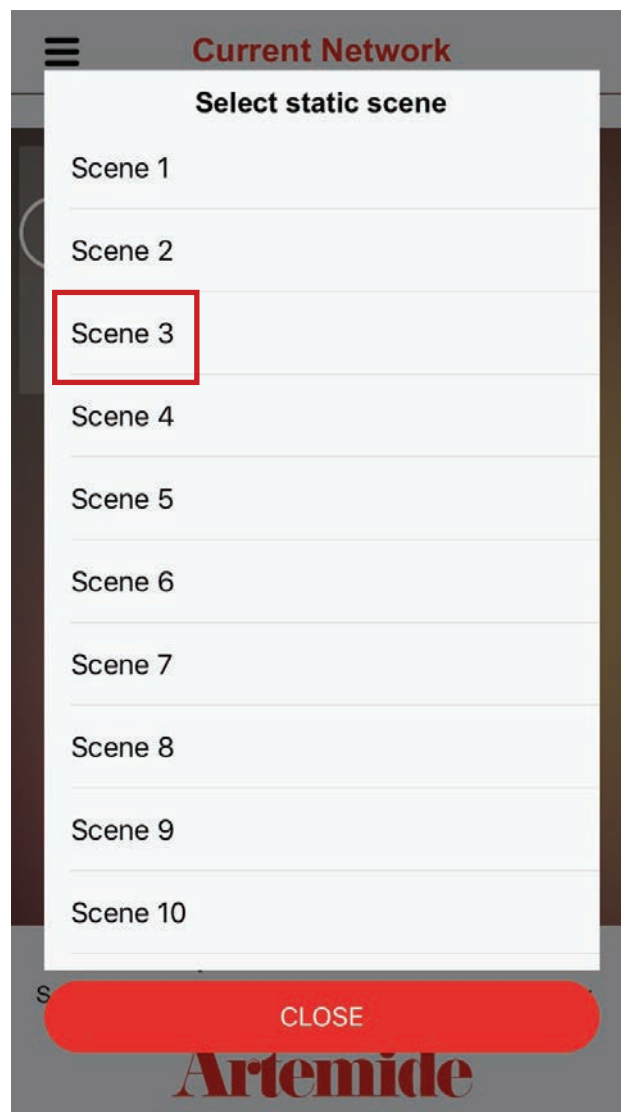 Current Network
Select static scene
Scene 1
Scene 2
Scene 3
Scene 4
Scene 5
Scene 6
Scene 7
Scene 8
Scene 9
Scene 10
CLOSE
Artemide